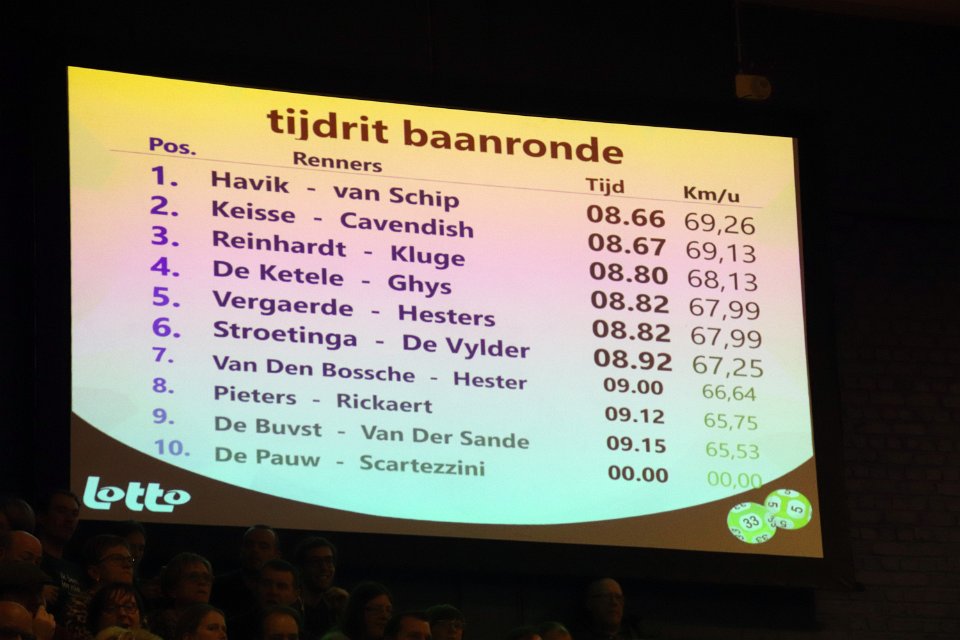 tijdrit baanronde
Pos. Renners Tijd Km/u
1. Havik - van Schip 08.66 69,26
2. Keisse - Cavendish 08.67 69,13
3. Reinhardt - Kluge 08.80 68,13
4. De Ketele - Ghys 08.82 67,99
5. Vergaerde - Hesters 08.82 67,99
6. Stroetinga - De Vylder 08.92 67,25
7. Van Den Bossche - Hester 09.00 66,64
8. Pieters - Rickaert 09.12 65,75
9. De Buvst - Van Der Sande 09.15 65,53
10. De Pauw - Scartezzini 00.00 00,00
Lotto
33 5 5